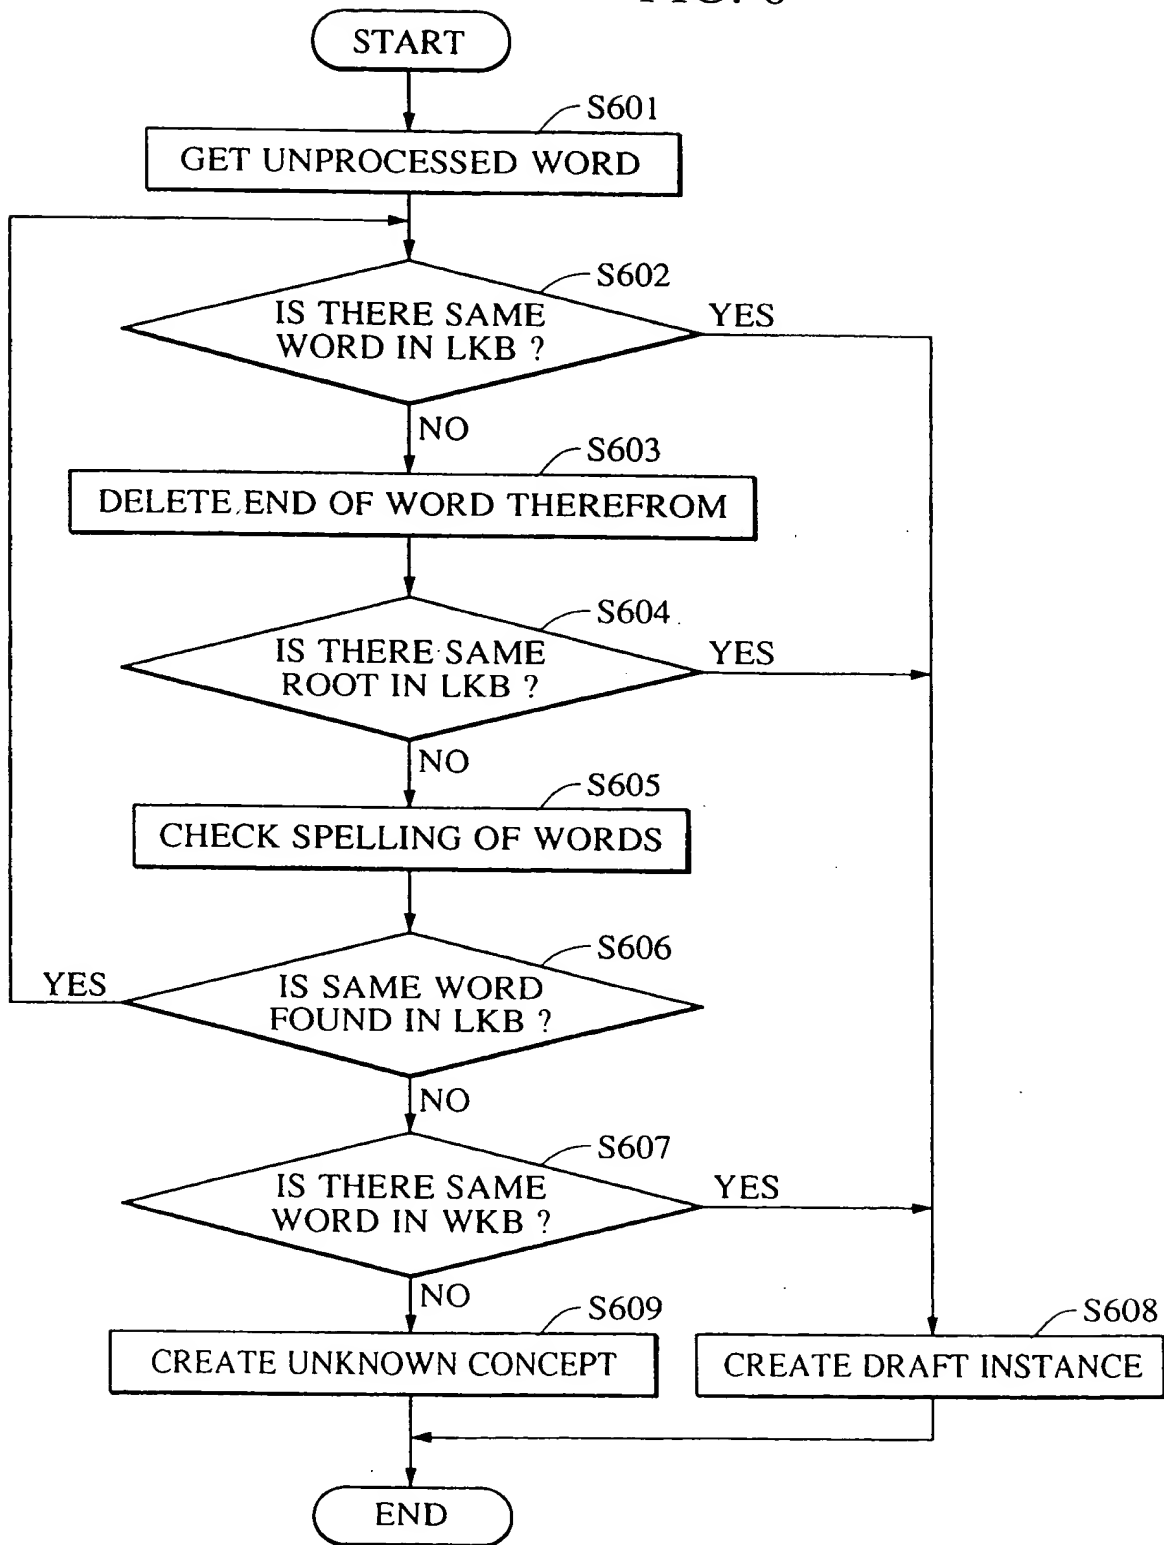 FIG. 6
START
S601
GET UNPROCESSED WORD
S602
IS THERE SAME
WORD IN LKB ?
YES
NO
S603
DELETE END OF WORD THEREFROM
S604
IS THERE SAME
ROOT IN LKB ?
YES
NO
S605
CHECK SPELLING OF WORDS
S606
YES
IS SAME WORD
FOUND IN LKB ?
NO
S607
IS THERE SAME
WORD IN WKB ?
YES
NO
S609
CREATE UNKNOWN CONCEPT
S608
CREATE DRAFT INSTANCE
END